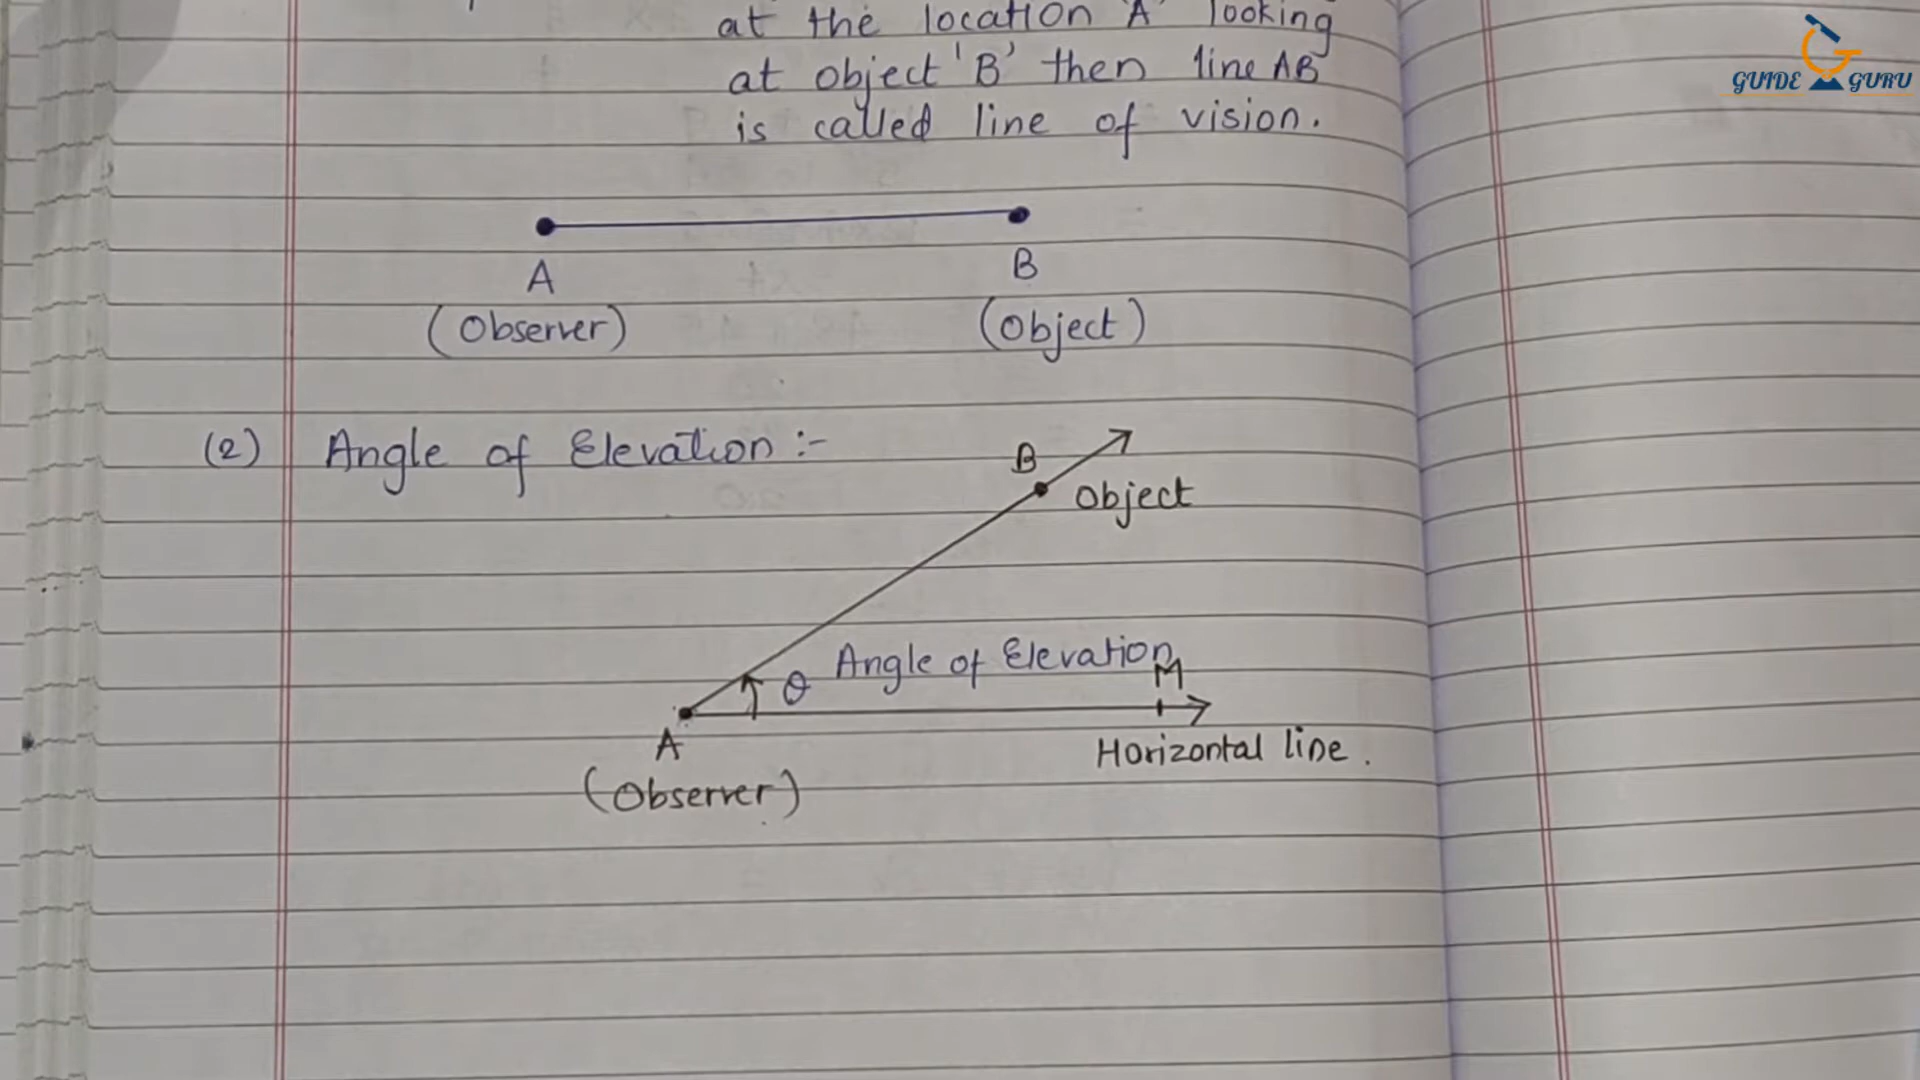 at the location 'A' looking
at object 'B' then line AB
is called line of vision.
A
B
(Observer)
(Object)
(2) Angle of Elevation :-
B
Object
θ Angle of Elevation
M
A
Horizontal line.
(Observer)
GUIDE GURU